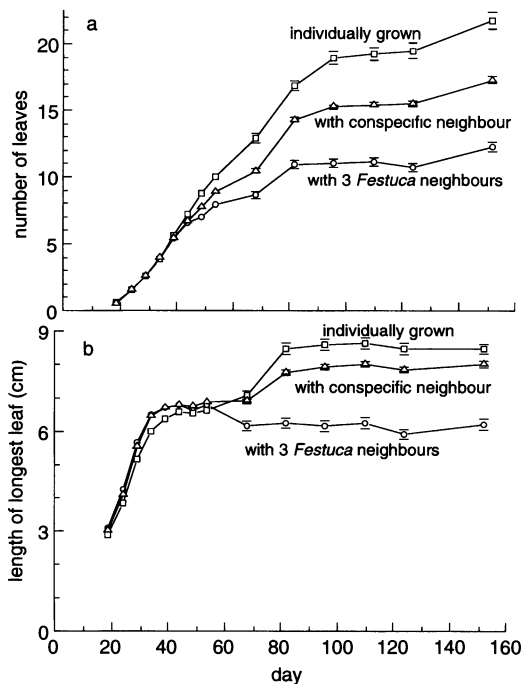 a
20
15
10
5
0
number of leaves
individually grown
with conspecific neighbour
with 3 Festuca neighbours
b
9
6
3
0
length of longest leaf (cm)
individually grown
with conspecific neighbour
with 3 Festuca neighbours
0 20 40 60 80 100 120 140 160
day